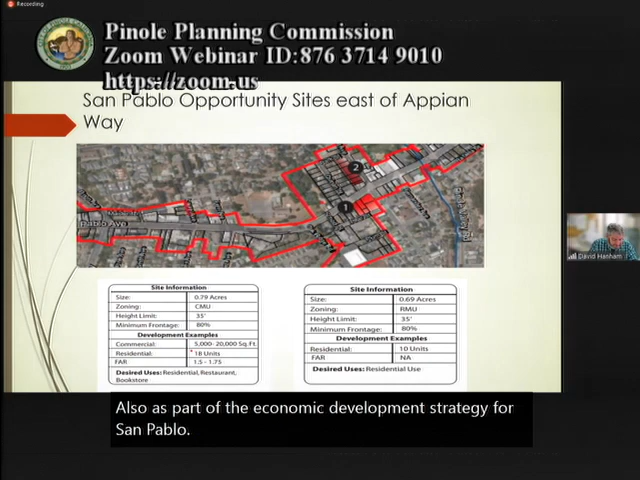 Recording
Pinole Planning Commission
Zoom Webinar ID:876 3714 9010
https://zoom.us
San Pablo Opportunity Sites east of Appian
Way
2
1
Pablo Ave
Site Information
Size: 0.79 Acres
Zoning: CMU
Height Limit: 35'
Minimum Frontage: 80%
Development Examples
Commercial: 5,000- 20,000 Sq.ft.
Residential: *18 Units
FAR 1.5 - 1.75
Desired Uses: Residential, Restaurant,
Bookstore
Site Information
Size: 0.69 Acres
Zoning: RMU
Height Limit: 35'
Minimum Frontage: 80%
Development Examples
Residential: 10 Units
FAR NA
Desired Uses: Residential Use
David Hanham
Also as part of the economic development strategy for
San Pablo.